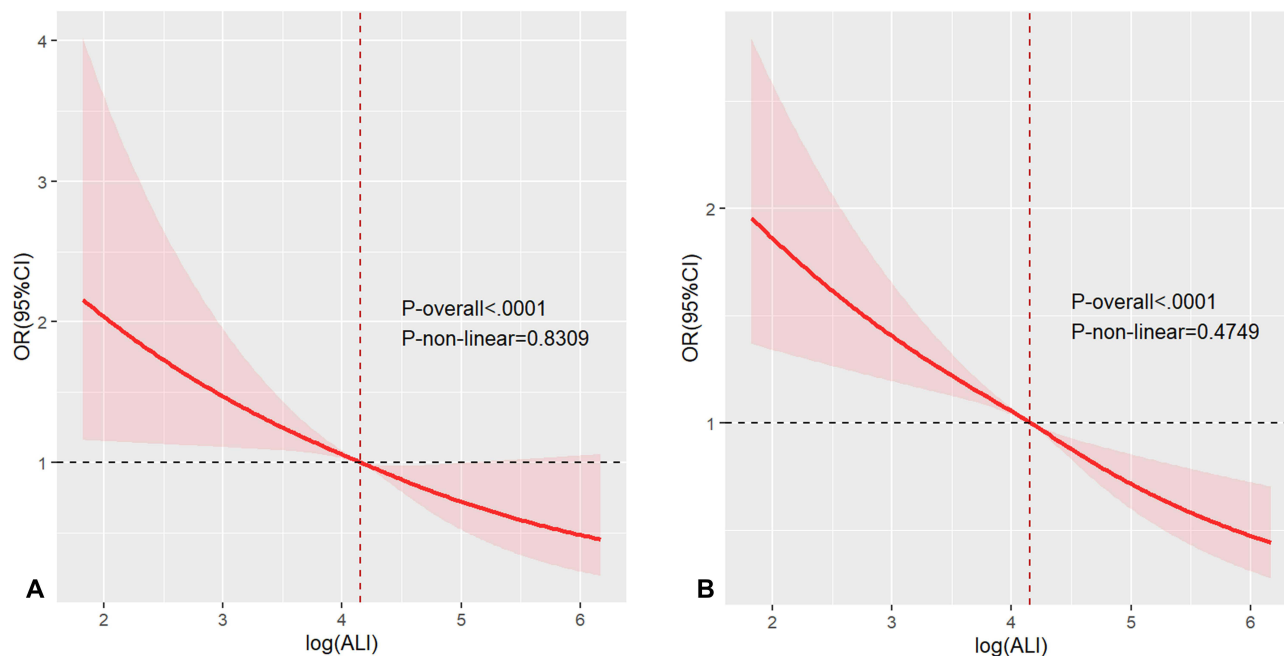 4
3
2
1
OR(95%CI)
P-overall<.0001
P-non-linear=0.8309
A
2 3 4 5 6
log(ALI)
2
1
OR(95%CI)
P-overall<.0001
P-non-linear=0.4749
B
2 3 4 5 6
log(ALI)